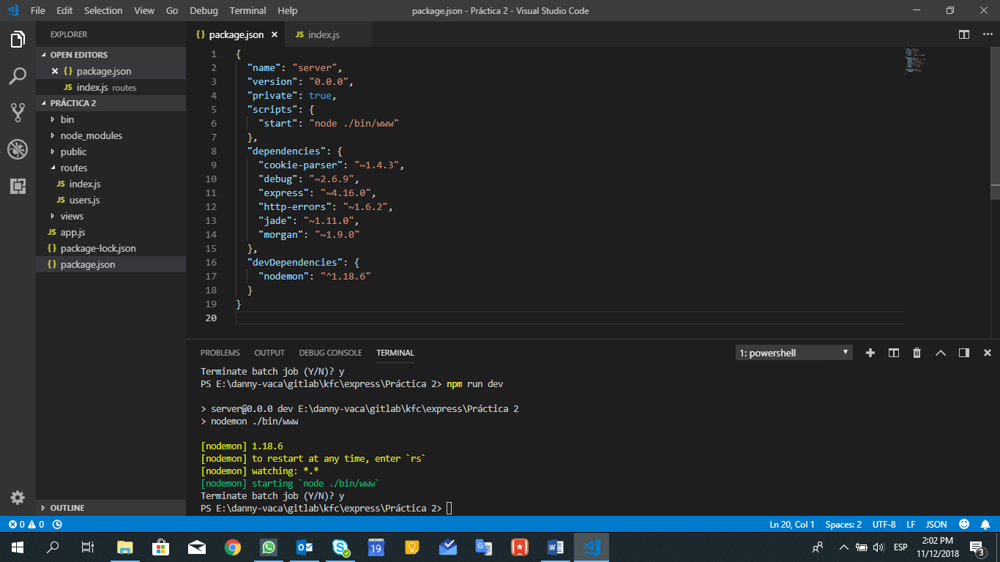 File Edit Selection View Go Debug Terminal Help
package.json - Práctica 2 - Visual Studio Code
EXPLORER
OPEN EDITORS
{} package.json
JS index.js routes
PRÁCTICA 2
bin
node_modules
public
routes
JS index.js
JS users.js
views
JS app.js
{} package-lock.json
{} package.json
OUTLINE
{} package.json
JS index.js
1 {
2 "name": "server",
3 "version": "0.0.0",
4 "private": true,
5 "scripts": {
6 "start": "node ./bin/www"
7 },
8 "dependencies": {
9 "cookie-parser": "~1.4.3",
10 "debug": "~2.6.9",
11 "express": "~4.16.0",
12 "http-errors": "~1.6.2",
13 "jade": "~1.11.0",
14 "morgan": "~1.9.0"
15 },
16 "devDependencies": {
17 "nodemon": "^1.18.6"
18 }
19 }
20
PROBLEMS OUTPUT DEBUG CONSOLE TERMINAL
1: powershell
Terminate batch job (Y/N)? y
PS E:\danny-vaca\gitlab\kfc\express\Práctica 2> npm run dev
> server@0.0.0 dev E:\danny-vaca\gitlab\kfc\express\Práctica 2
> nodemon ./bin/www
[nodemon] 1.18.6
[nodemon] to restart at any time, enter `rs`
[nodemon] watching: *.*
[nodemon] starting `node ./bin/www`
Terminate batch job (Y/N)? y
PS E:\danny-vaca\gitlab\kfc\express\Práctica 2>
0 0
Ln 20, Col 1 Spaces: 2 UTF-8 LF JSON
19
ESP
2:02 PM
11/12/2018
3